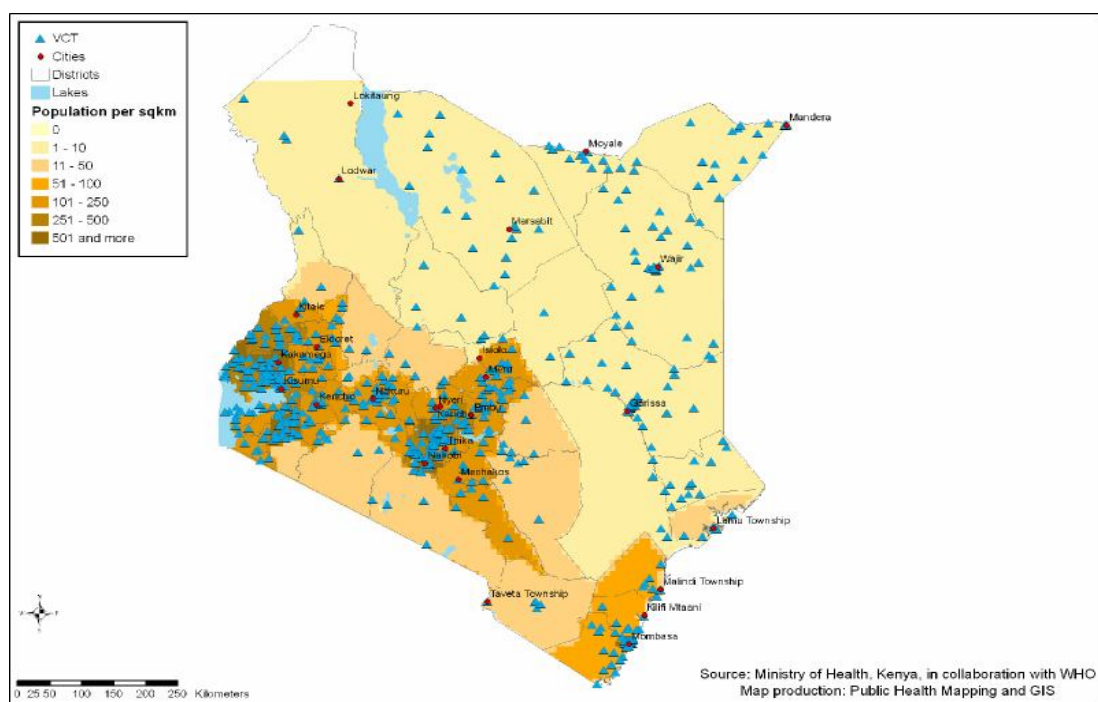 VCT
Cities
Districts
Lakes
Population per sqkm
0
1 - 10
11 - 50
51 - 100
101 - 250
251 - 500
501 and more
Lokitaung
Mandera
Moyale
Lodwar
Marsabit
Wajir
Kitale
Eldoret
Isiolo
Kakamega
Meru
Kisumu
Nakuru
Kericho
Nyeri
Embu
Garissa
Thika
Nairobi
Machakos
Lamu Township
Malindi Township
Taveta Township
Kilifi Mtaani
Mombasa
W
0 25 50 100 150 200 250
Kilometers
Source: Ministry of Health, Kenya, in collaboration with WHO
Map production: Public Health Mapping and GIS